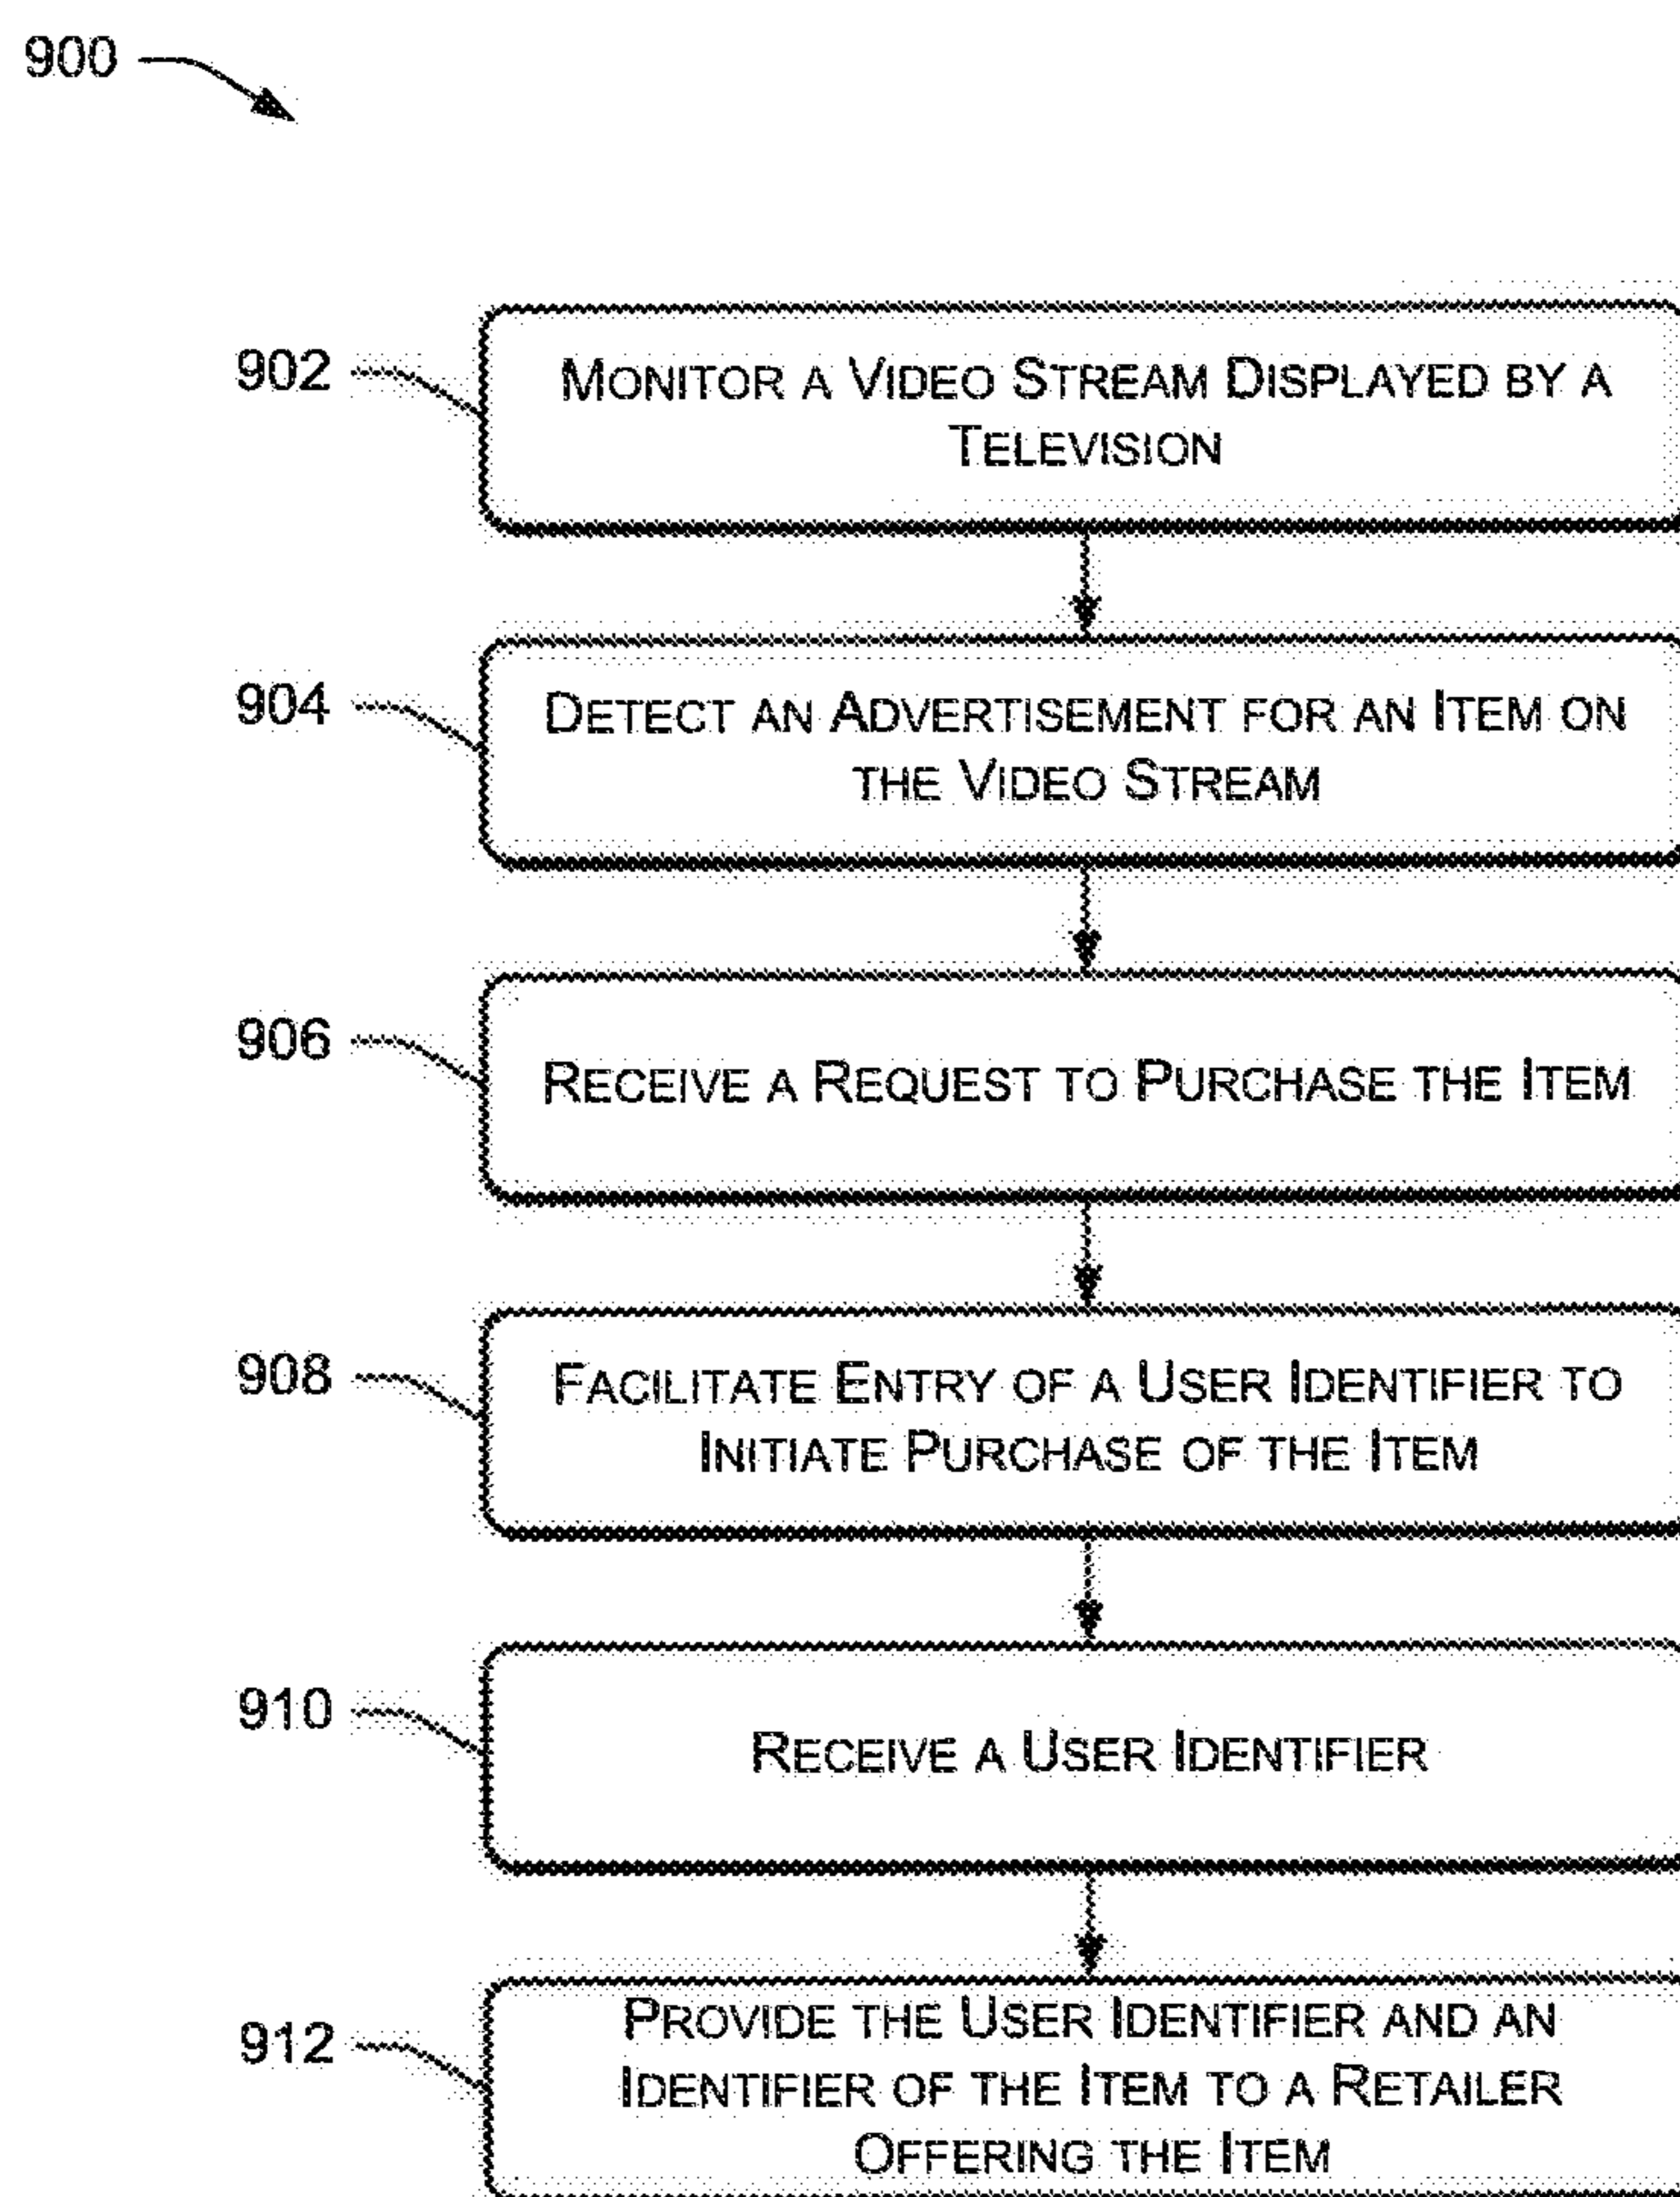 900
902
MONITOR A VIDEO STREAM DISPLAYED BY A
TELEVISION
904
DETECT AN ADVERTISEMENT FOR AN ITEM ON
THE VIDEO STREAM
906
RECEIVE A REQUEST TO PURCHASE THE ITEM
908
FACILITATE ENTRY OF A USER IDENTIFIER TO
INITIATE PURCHASE OF THE ITEM
910
RECEIVE A USER IDENTIFIER
912
PROVIDE THE USER IDENTIFIER AND AN
IDENTIFIER OF THE ITEM TO A RETAILER
OFFERING THE ITEM